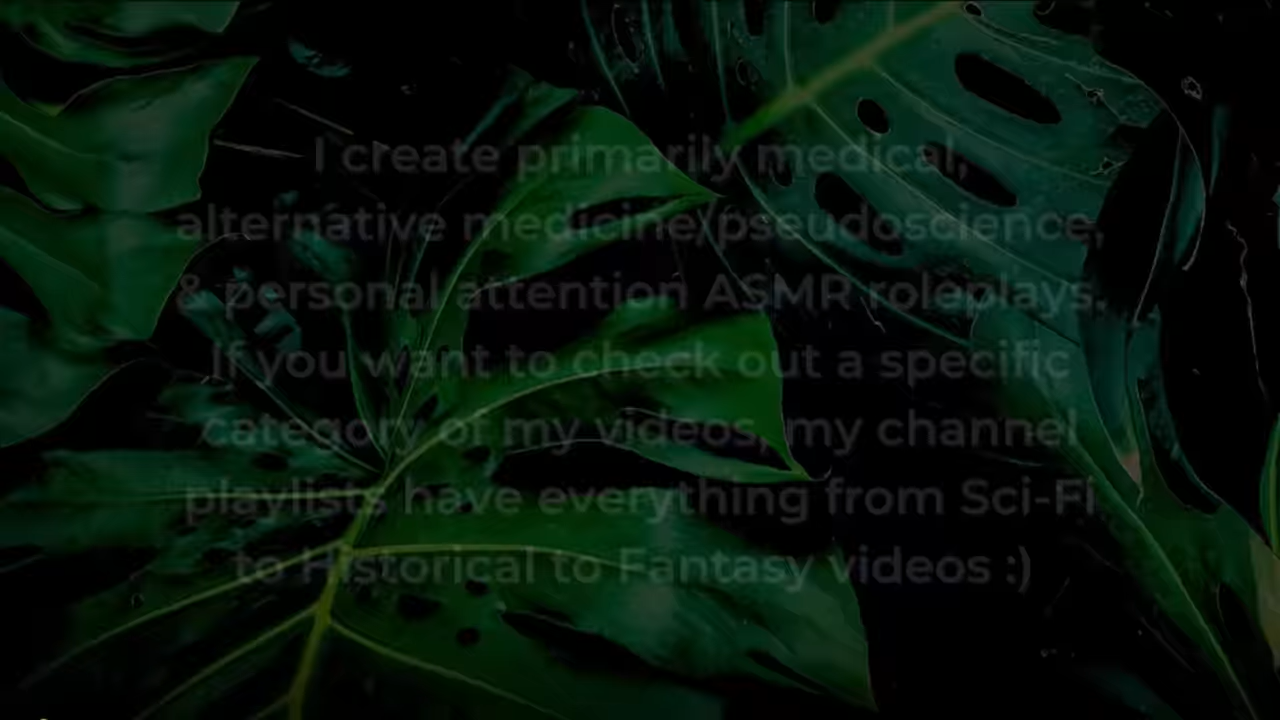 I create primarily medical,
alternative medicine/pseudoscience,
& personal attention ASMR roleplays.
If you want to check out a specific
category of my videos, my channel
playlists have everything from Sci-Fi
to Historical to Fantasy videos :)